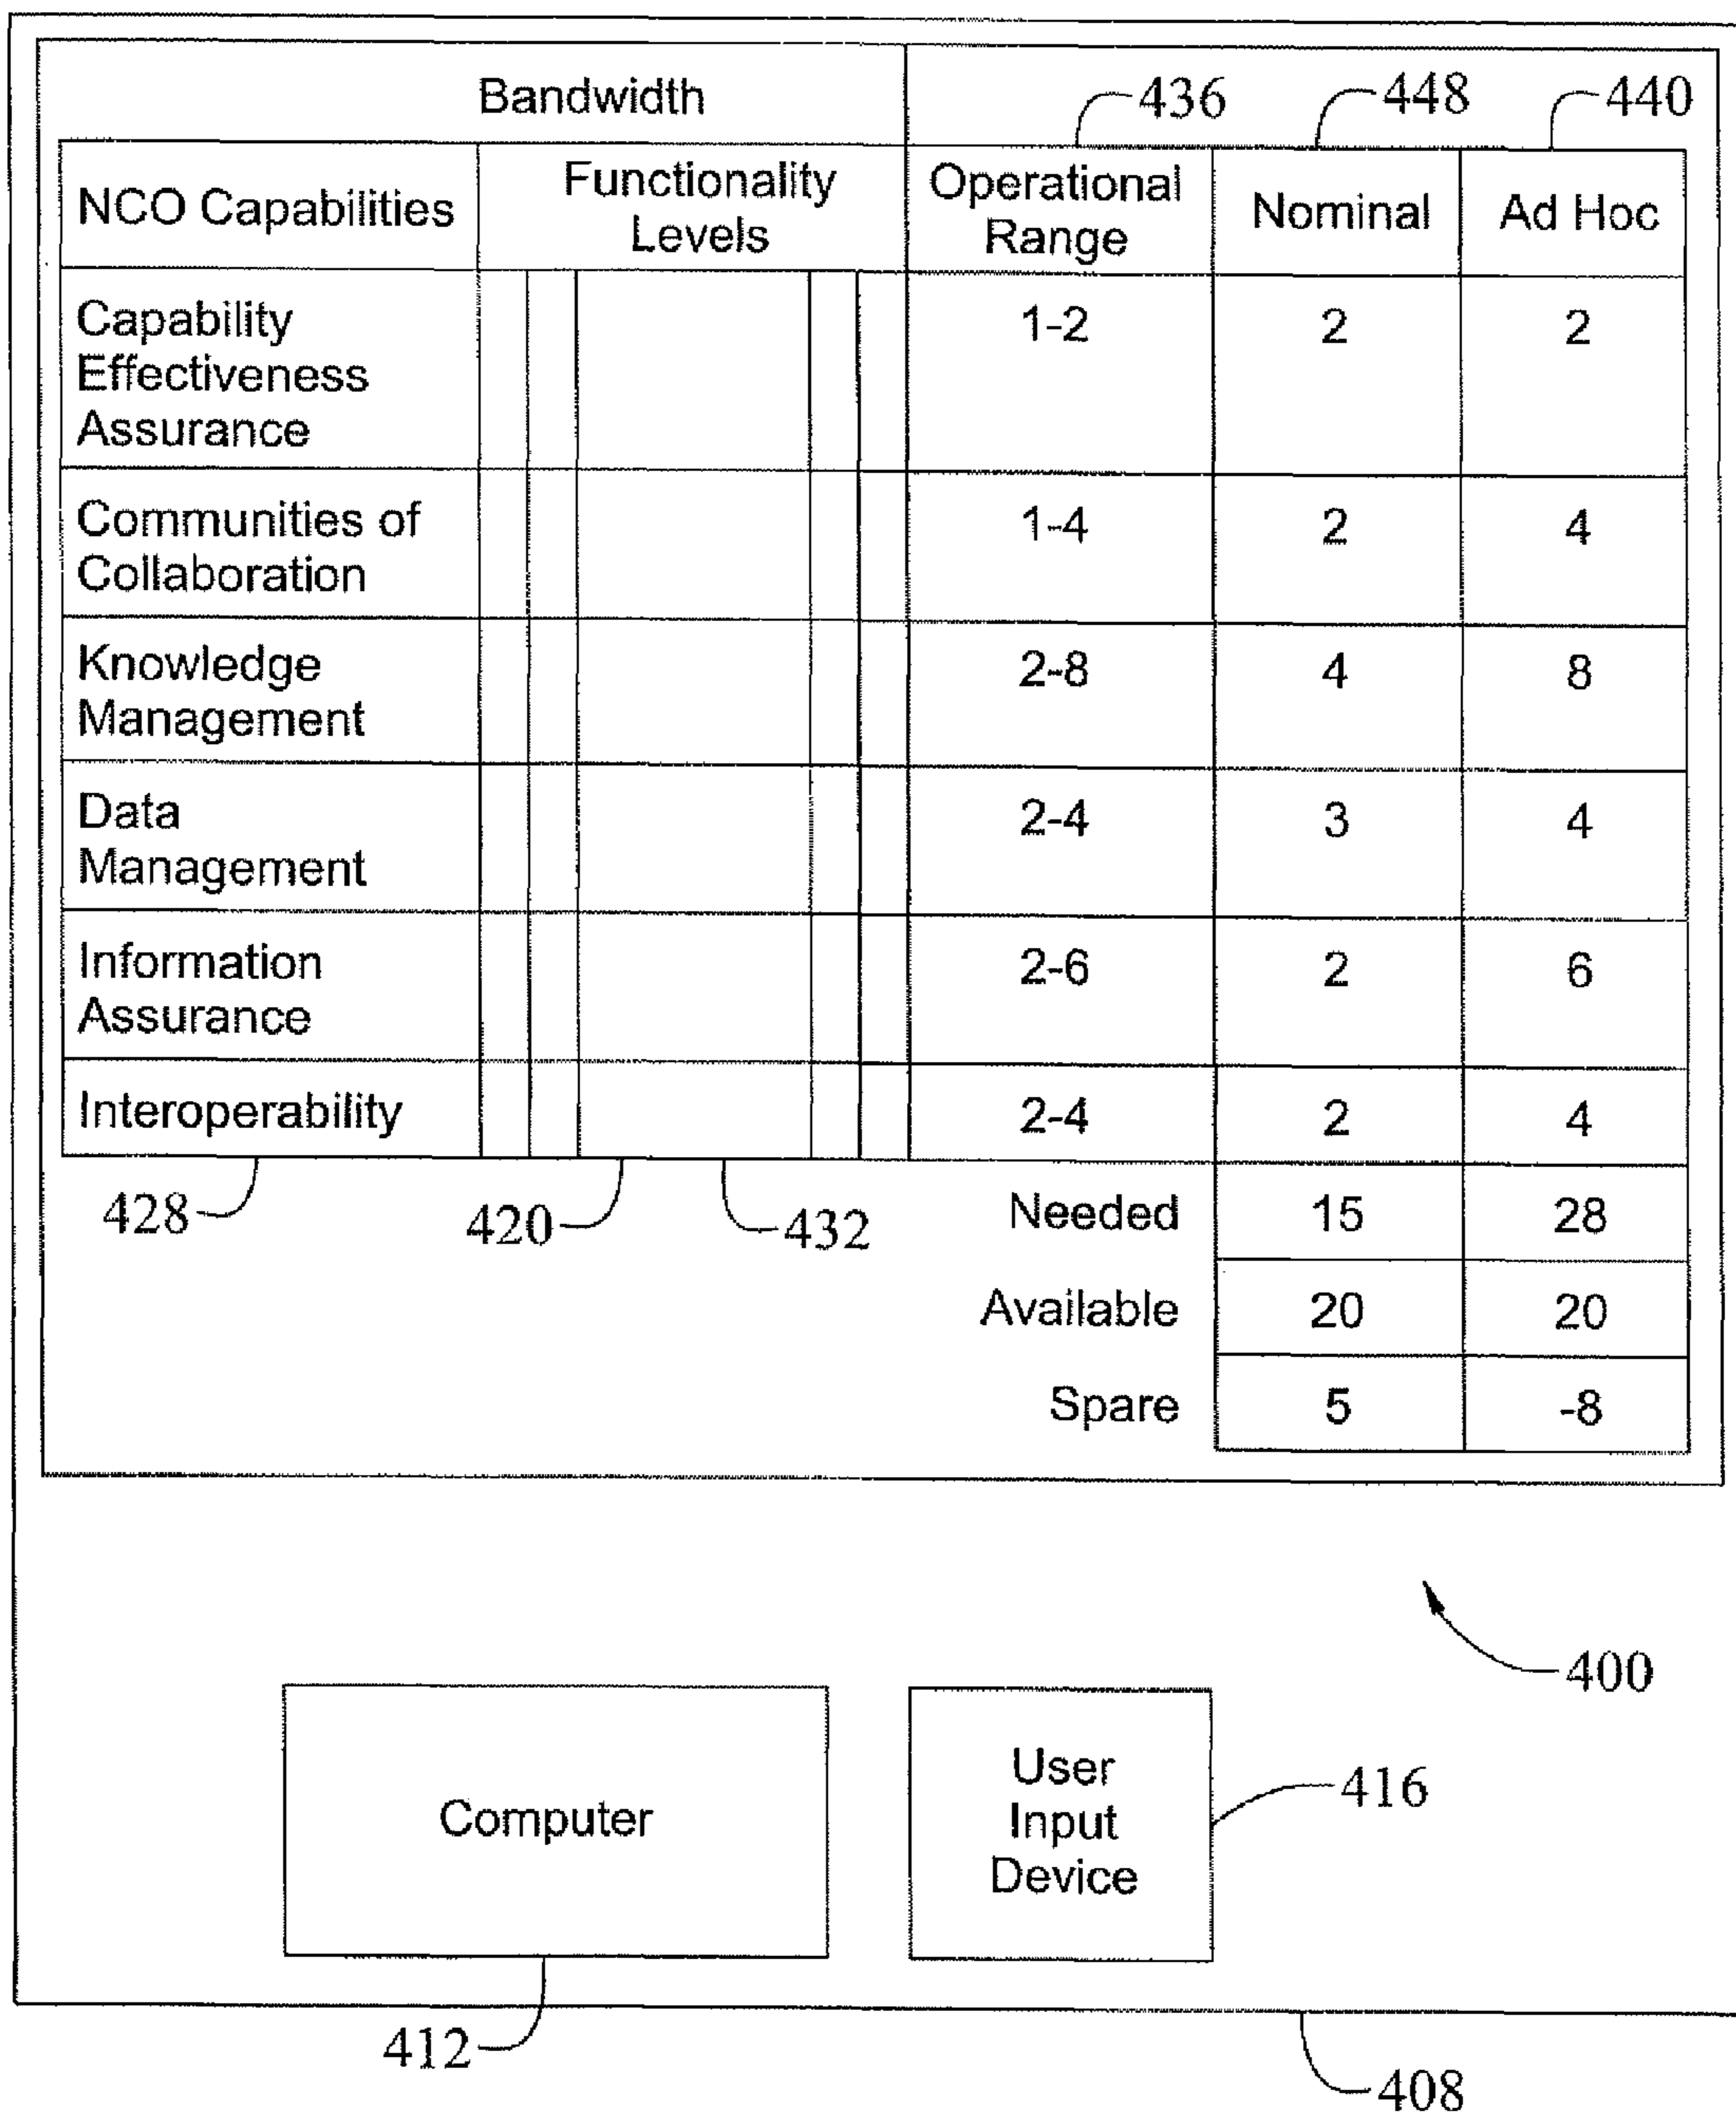 Bandwidth
436
448
440
NCO Capabilities
Functionality
Levels
Operational
Range
Nominal
Ad Hoc
Capability
Effectiveness
Assurance
1-2
2
2
Communities of
Collaboration
1-4
2
4
Knowledge
Management
2-8
4
8
Data
Management
2-4
3
4
Information
Assurance
2-6
2
6
Interoperability
2-4
2
4
428
420
432
Needed
15
28
Available
20
20
Spare
5
-8
400
Computer
User
Input
Device
416
412
408